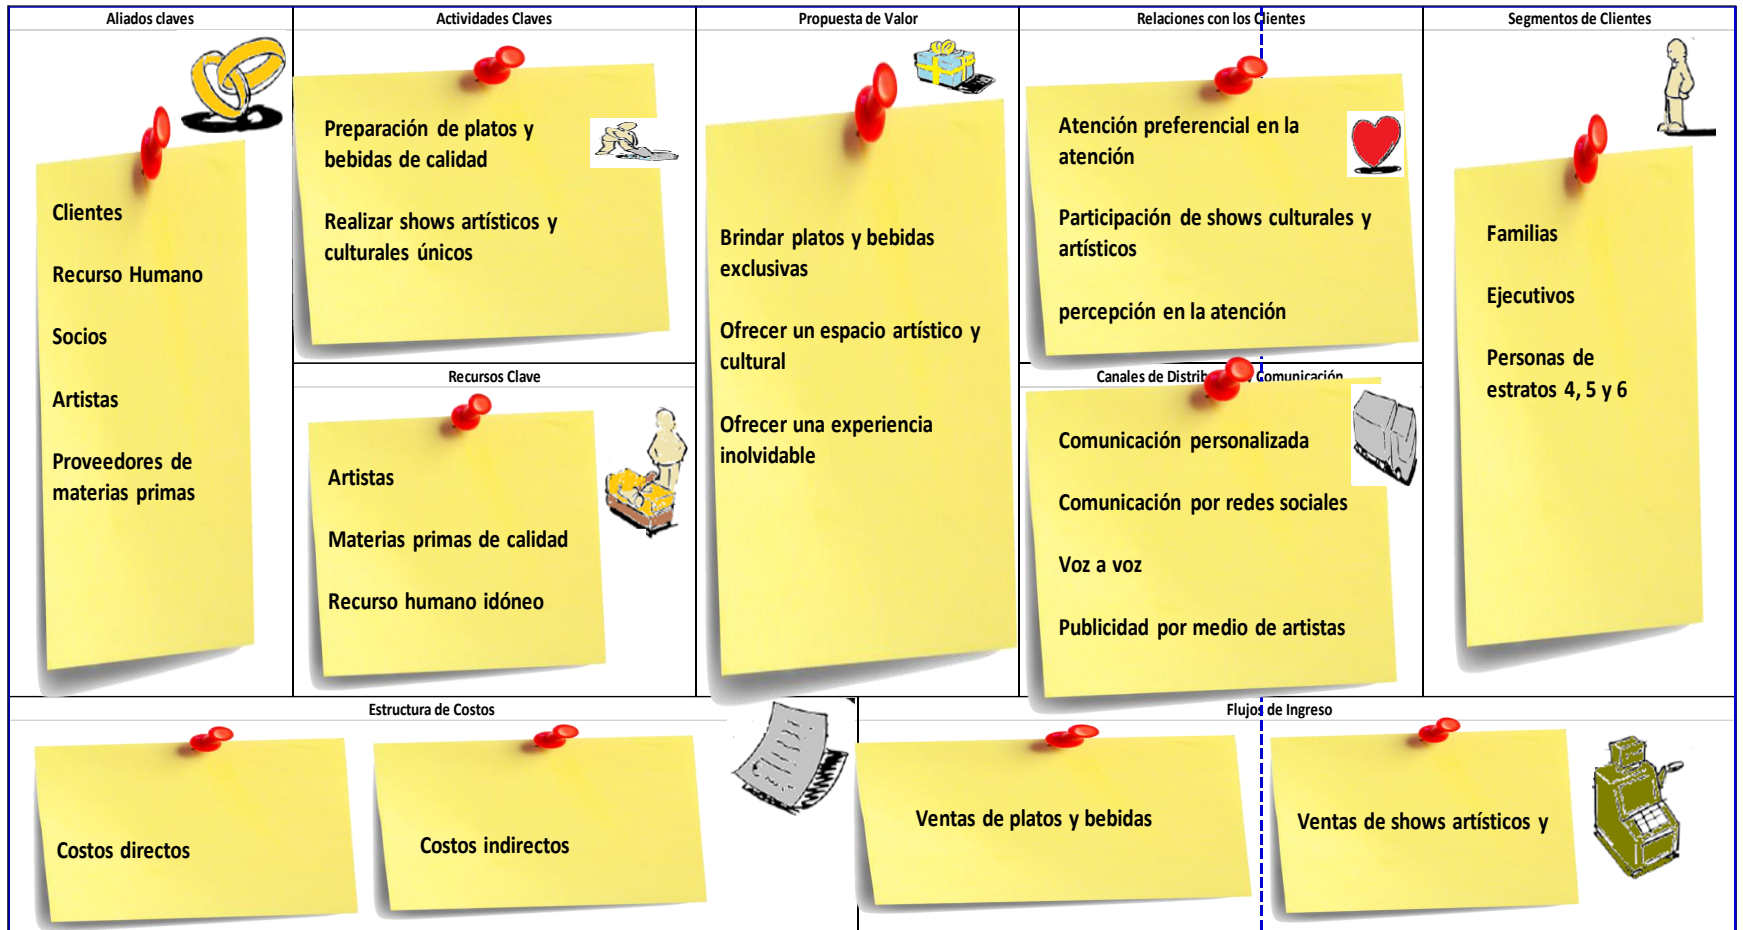 Aliados claves
Clientes
Recurso Humano
Socios
Artistas
Proveedores de
materias primas
Actividades Claves
Preparación de platos y
bebidas de calidad
Realizar shows artísticos y
culturales únicos
Recursos Clave
Artistas
Materias primas de calidad
Recurso humano idóneo
Propuesta de Valor
Brindar platos y bebidas
exclusivas
Ofrecer un espacio artístico y
cultural
Ofrecer una experiencia
inolvidable
Relaciones con los Clientes
Atención preferencial en la
atención
Participación de shows culturales y
artísticos
percepción en la atención
Canales de Comunicación
Comunicación personalizada
Comunicación por redes sociales
Voz a voz
Publicidad por medio de artistas
Segmentos de Clientes
Familias
Ejecutivos
Personas de
estratos 4, 5 y 6
Estructura de Costos
Costos directos
Costos indirectos
Flujos de Ingreso
Ventas de platos y bebidas
Ventas de shows artísticos y